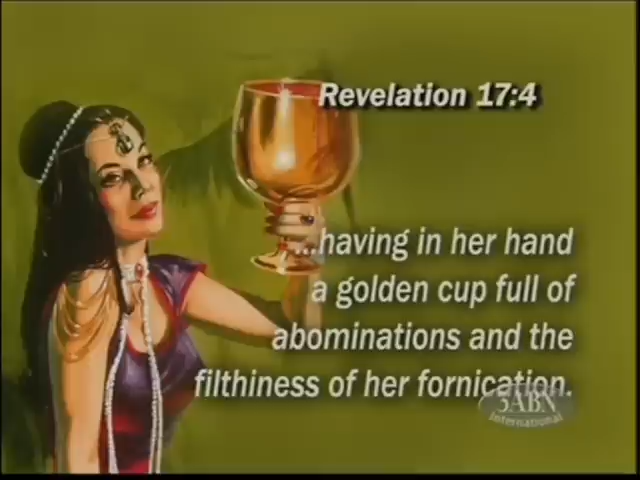 Revelation 17:4
...having in her hand
a golden cup full of
abominations and the
filthiness of her fornication.
3ABN
International